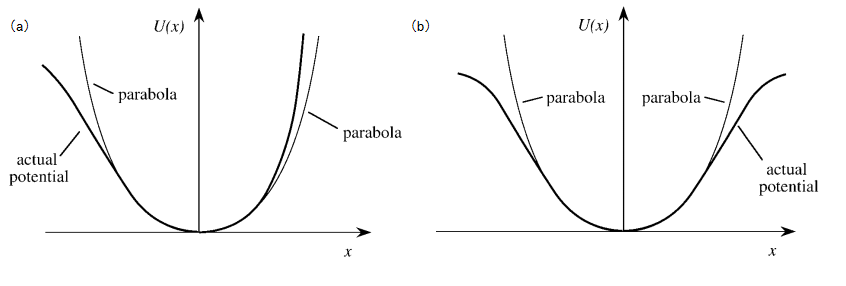 (a)
U(x)
parabola
parabola
actual
potential
x
(b)
U(x)
parabola
parabola
actual
potential
x